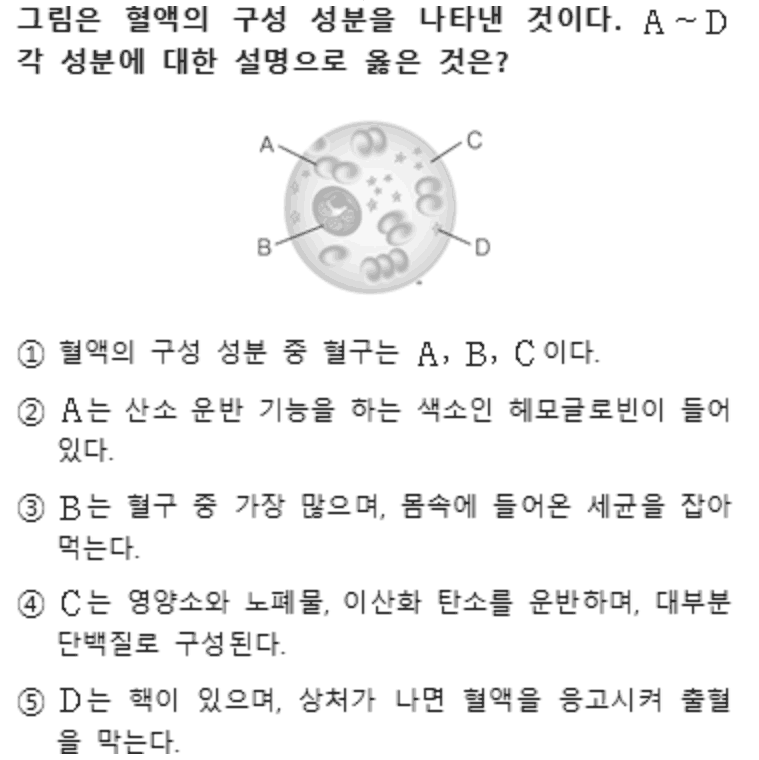 그림은 혈액의 구성 성분을 나타낸 것이다. A ~ D
각 성분에 대한 설명으로 옳은 것은?
A
C
B
D
① 혈액의 구성 성분 중 혈구는 A, B, C이다.
② A는 산소 운반 기능을 하는 색소인 헤모글로빈이 들어
있다.
③ B는 혈구 중 가장 많으며, 몸속에 들어온 세균을 잡아
먹는다.
④ C는 영양소와 노폐물, 이산화 탄소를 운반하며, 대부분
단백질로 구성된다.
⑤ D는 핵이 있으며, 상처가 나면 혈액을 응고시켜 출혈
을 막는다.